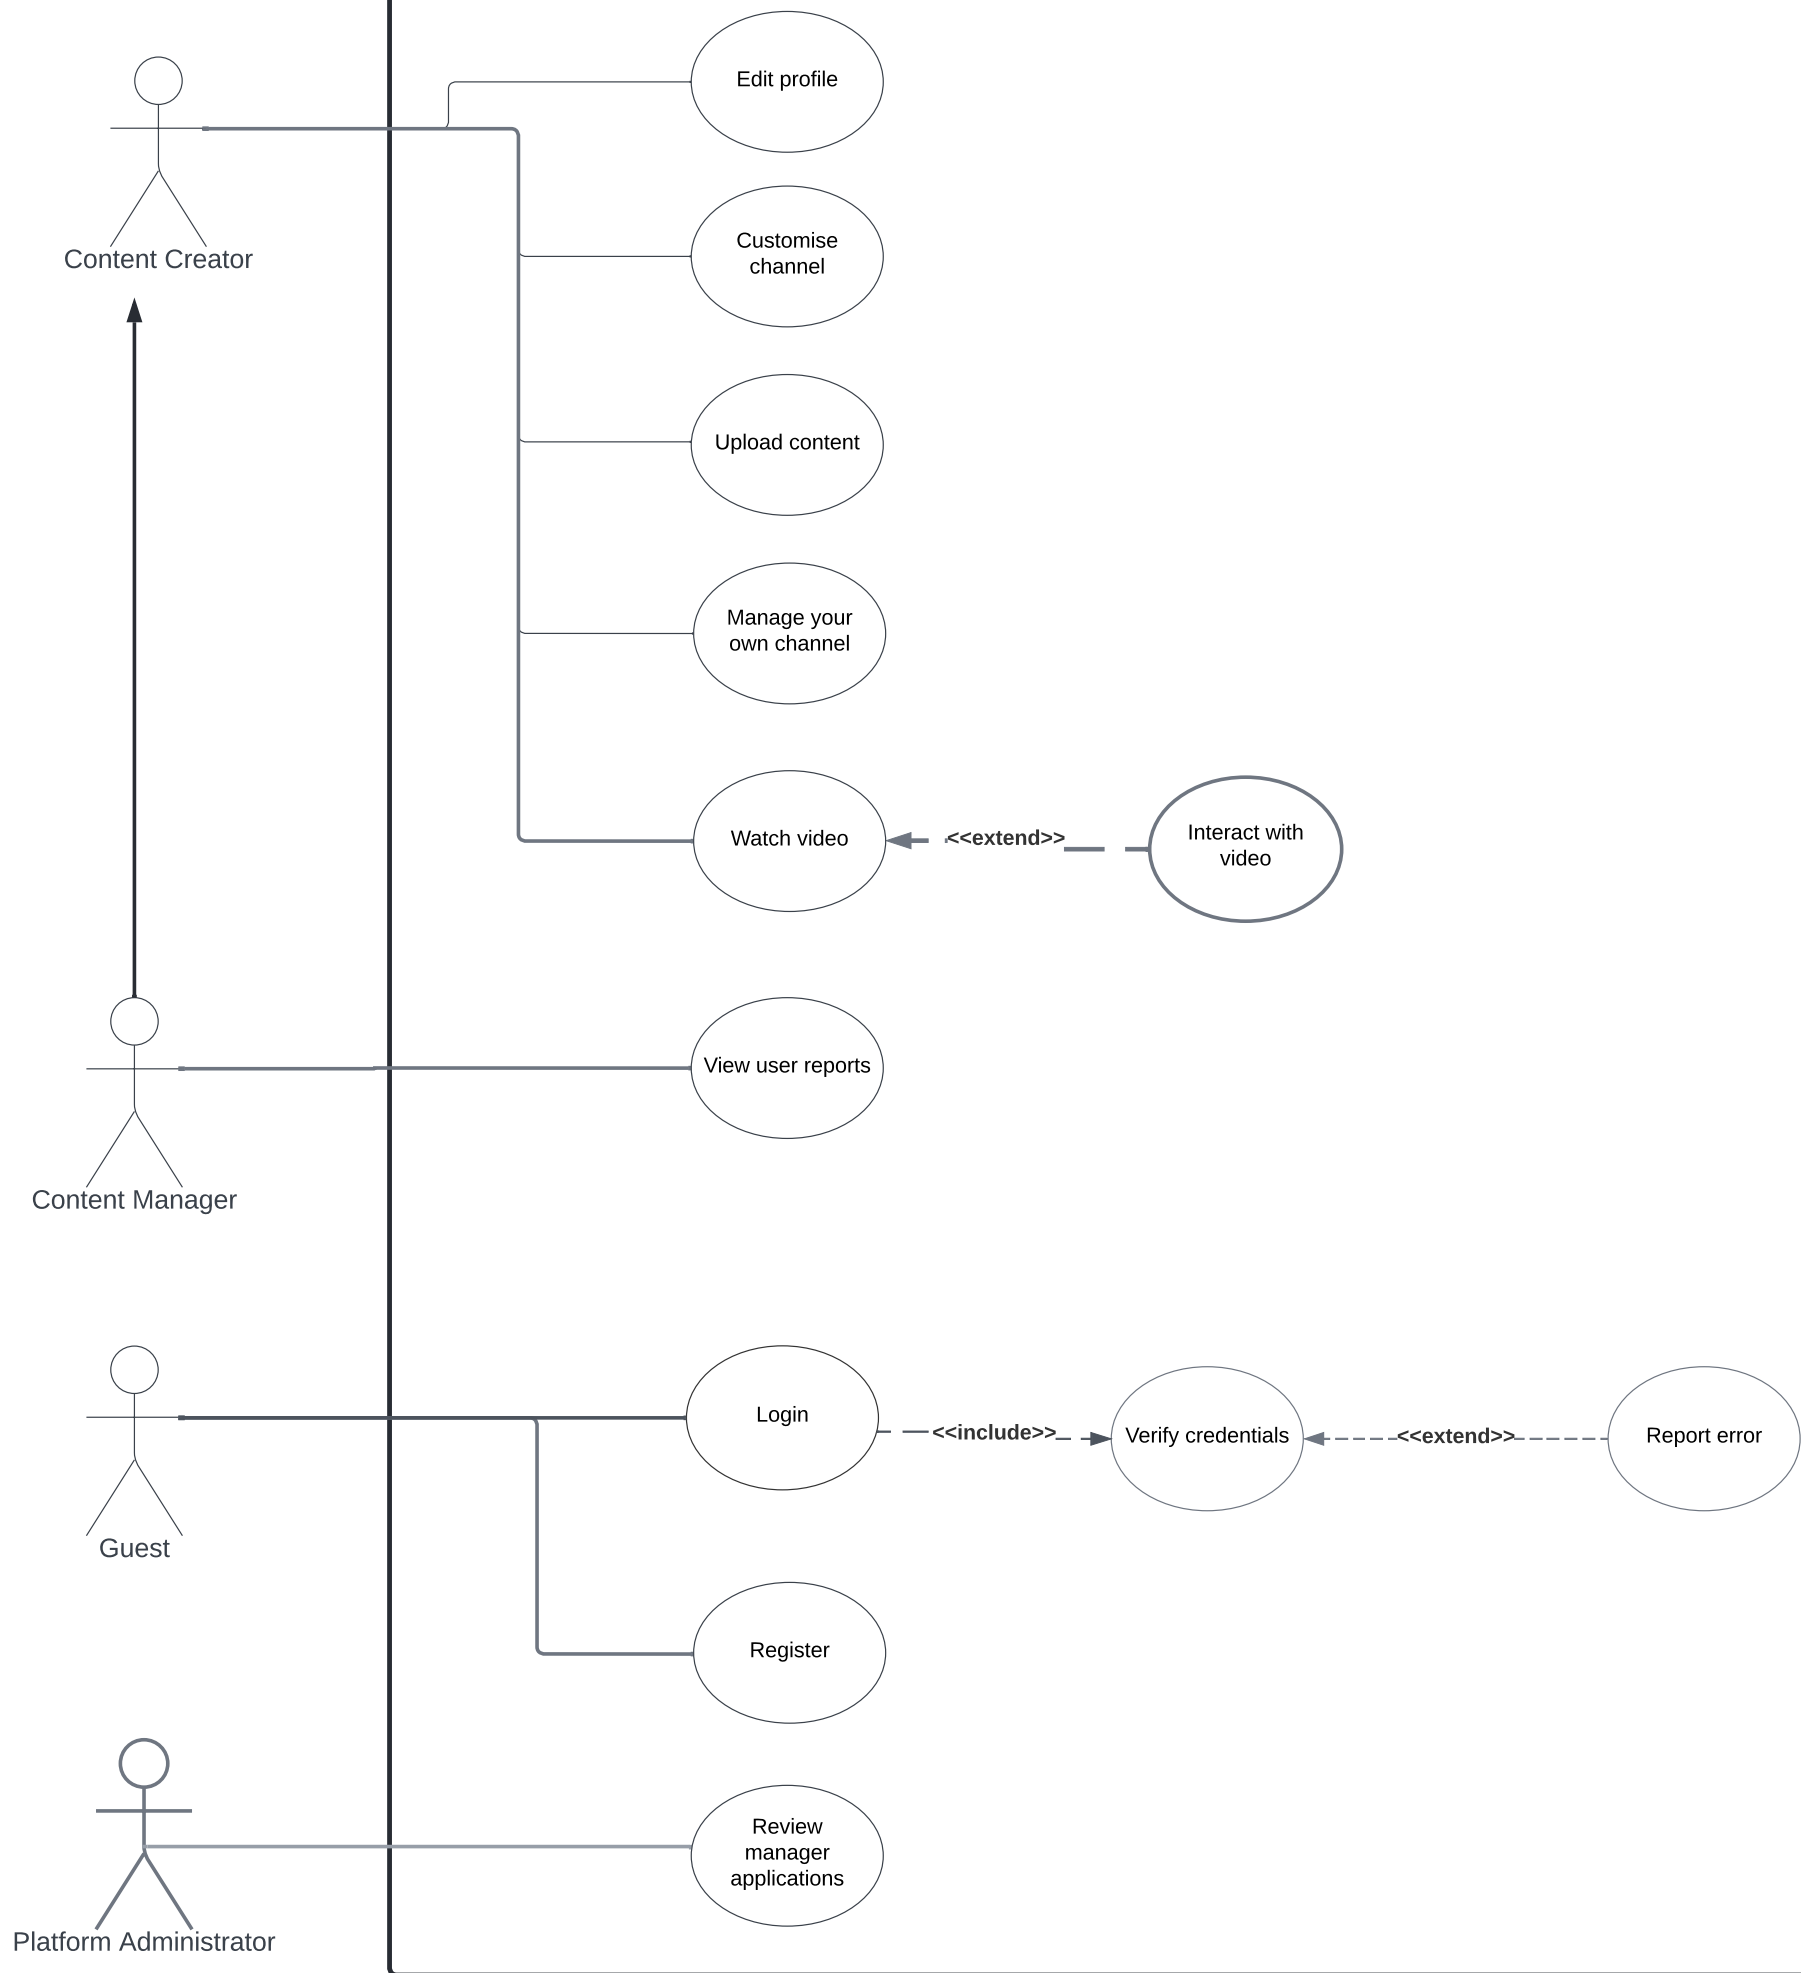 Edit profile
Content Creator
Customise
channel
Upload content
Manage your
own channel
Watch video
<<extend>>
Interact with
video
View user reports
Content Manager
Login
<<include>>
Verify credentials
<<extend>>
Report error
Guest
Register
Review
manager
applications
Platform Administrator